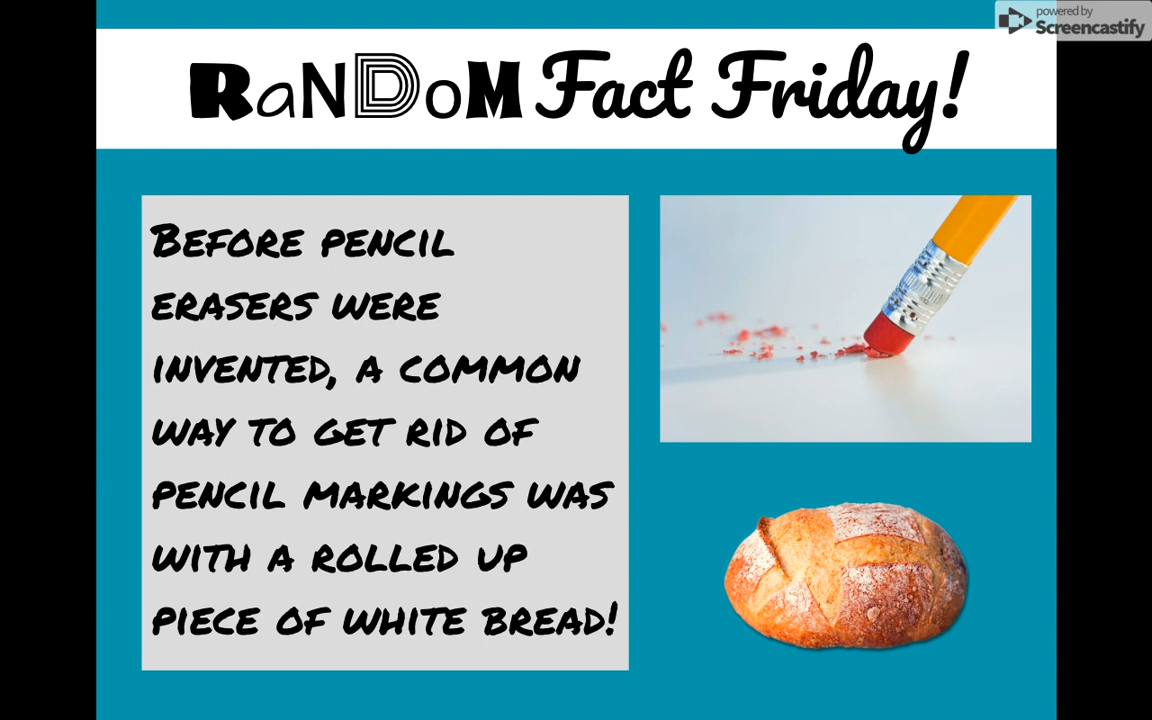 powered by
Screencastify
RaNDoM Fact Friday!
BEFORE PENCIL
ERASERS WERE
INVENTED, A COMMON
WAY TO GET RID OF
PENCIL MARKINGS WAS
WITH A ROLLED UP
PIECE OF WHITE BREAD!